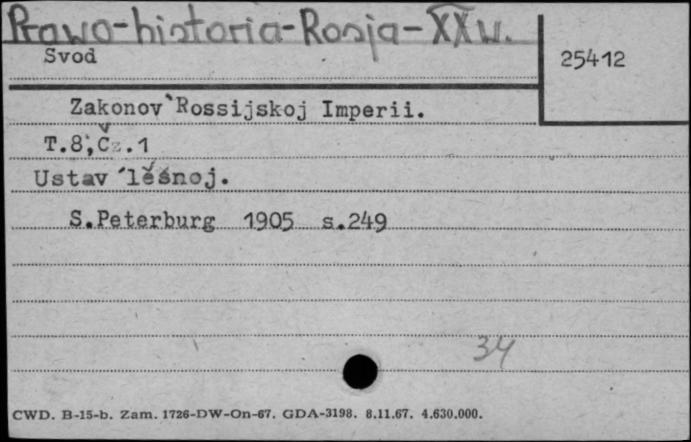 Prawo-historia-Rosja-XX w.
Svod
25412
Zakonov Rossijskoj Imperii.
T.8, Čz.1
Ustav lěsnoj.
S.Peterburg 1905 s.249
34
CWD. B-15-b. Zam. 1726-DW-On-67. GDA-3198. 8.11.67. 4.630.000.